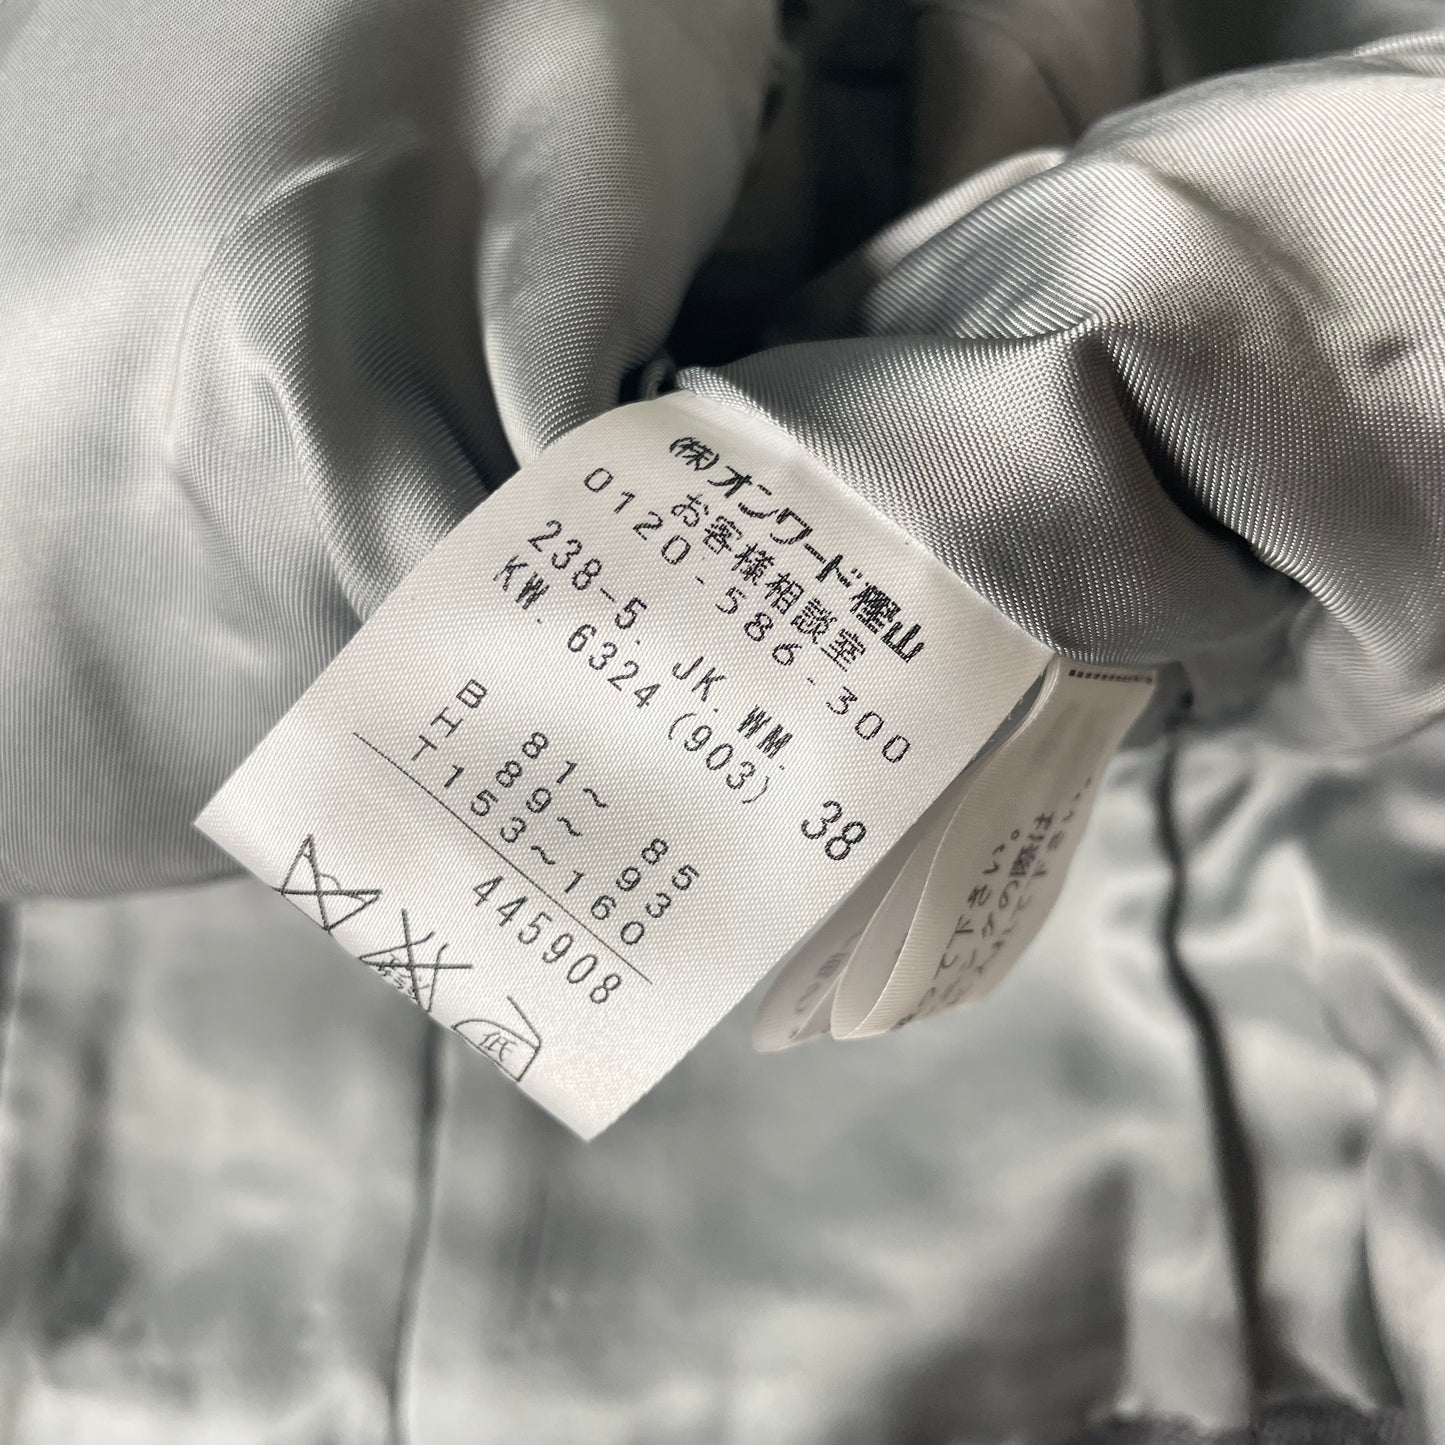 (株)オンワード樫山
お客様相談室
0120-586-300
238-5. JK. WM.
KW. 6324 (903)
38
B 81~ 85
H 89~ 93
T153~160
445908
低